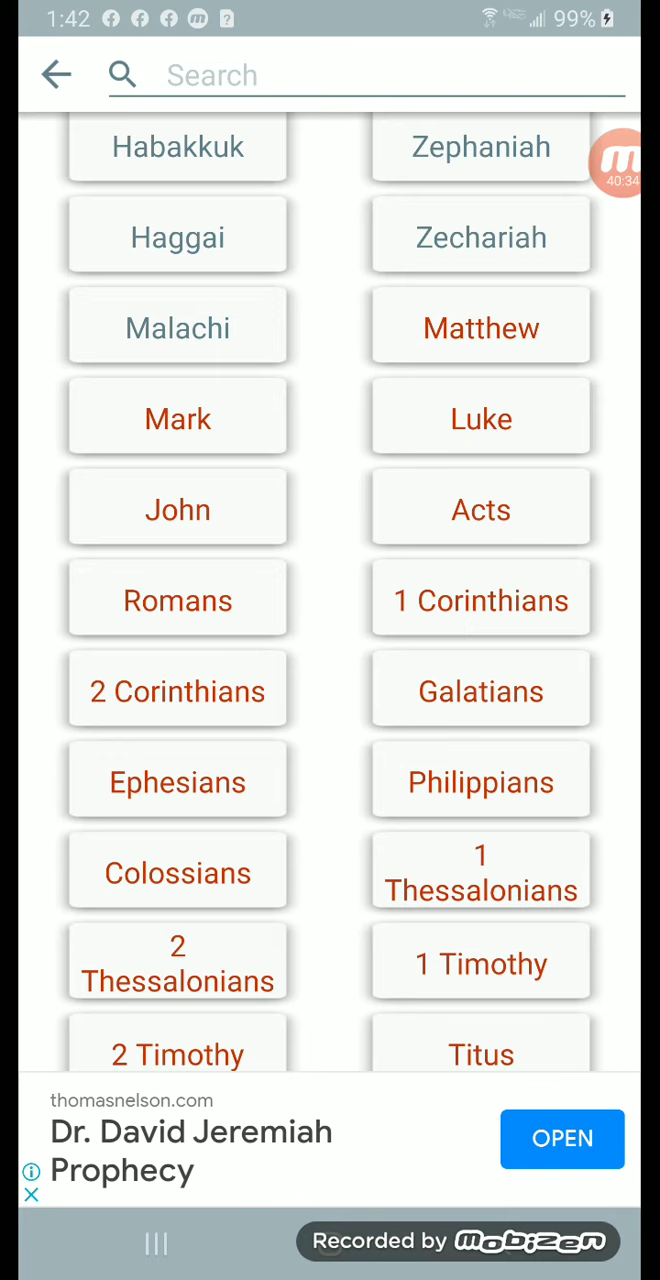 1:42 99%
Search
Habakkuk Zephaniah
40:34
Haggai Zechariah
Malachi Matthew
Mark Luke
John Acts
Romans 1 Corinthians
2 Corinthians Galatians
Ephesians Philippians
Colossians 1
Thessalonians
2
Thessalonians 1 Timothy
2 Timothy Titus
thomasnelson.com
Dr. David Jeremiah
Prophecy
OPEN
Recorded by mobizen